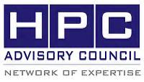 HPC
ADVISORY COUNCIL
NETWORK OF EXPERTISE